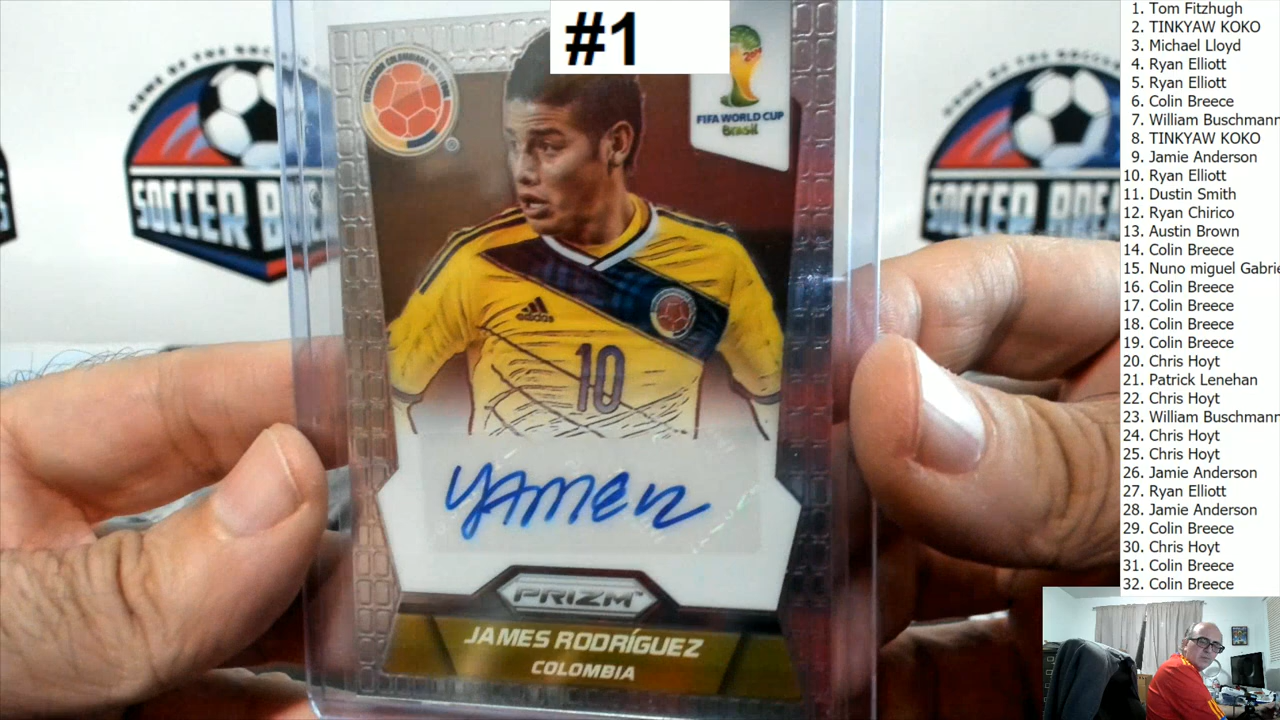 #1
FIFA WORLD CUP
Brasil
adidas
10
PRIZM
JAMES RODRÍGUEZ
COLOMBIA
SOCCER BREA
SOCCER BREA
1. Tom Fitzhugh
2. TINKYAW KOKO
3. Michael Lloyd
4. Ryan Elliott
5. Ryan Elliott
6. Colin Breece
7. William Buschmann
8. TINKYAW KOKO
9. Jamie Anderson
10. Ryan Elliott
11. Dustin Smith
12. Ryan Chirico
13. Austin Brown
14. Colin Breece
15. Nuno miguel Gabrie
16. Colin Breece
17. Colin Breece
18. Colin Breece
19. Colin Breece
20. Chris Hoyt
21. Patrick Lenehan
22. Chris Hoyt
23. William Buschmann
24. Chris Hoyt
25. Chris Hoyt
26. Jamie Anderson
27. Ryan Elliott
28. Jamie Anderson
29. Colin Breece
30. Chris Hoyt
31. Colin Breece
32. Colin Breece